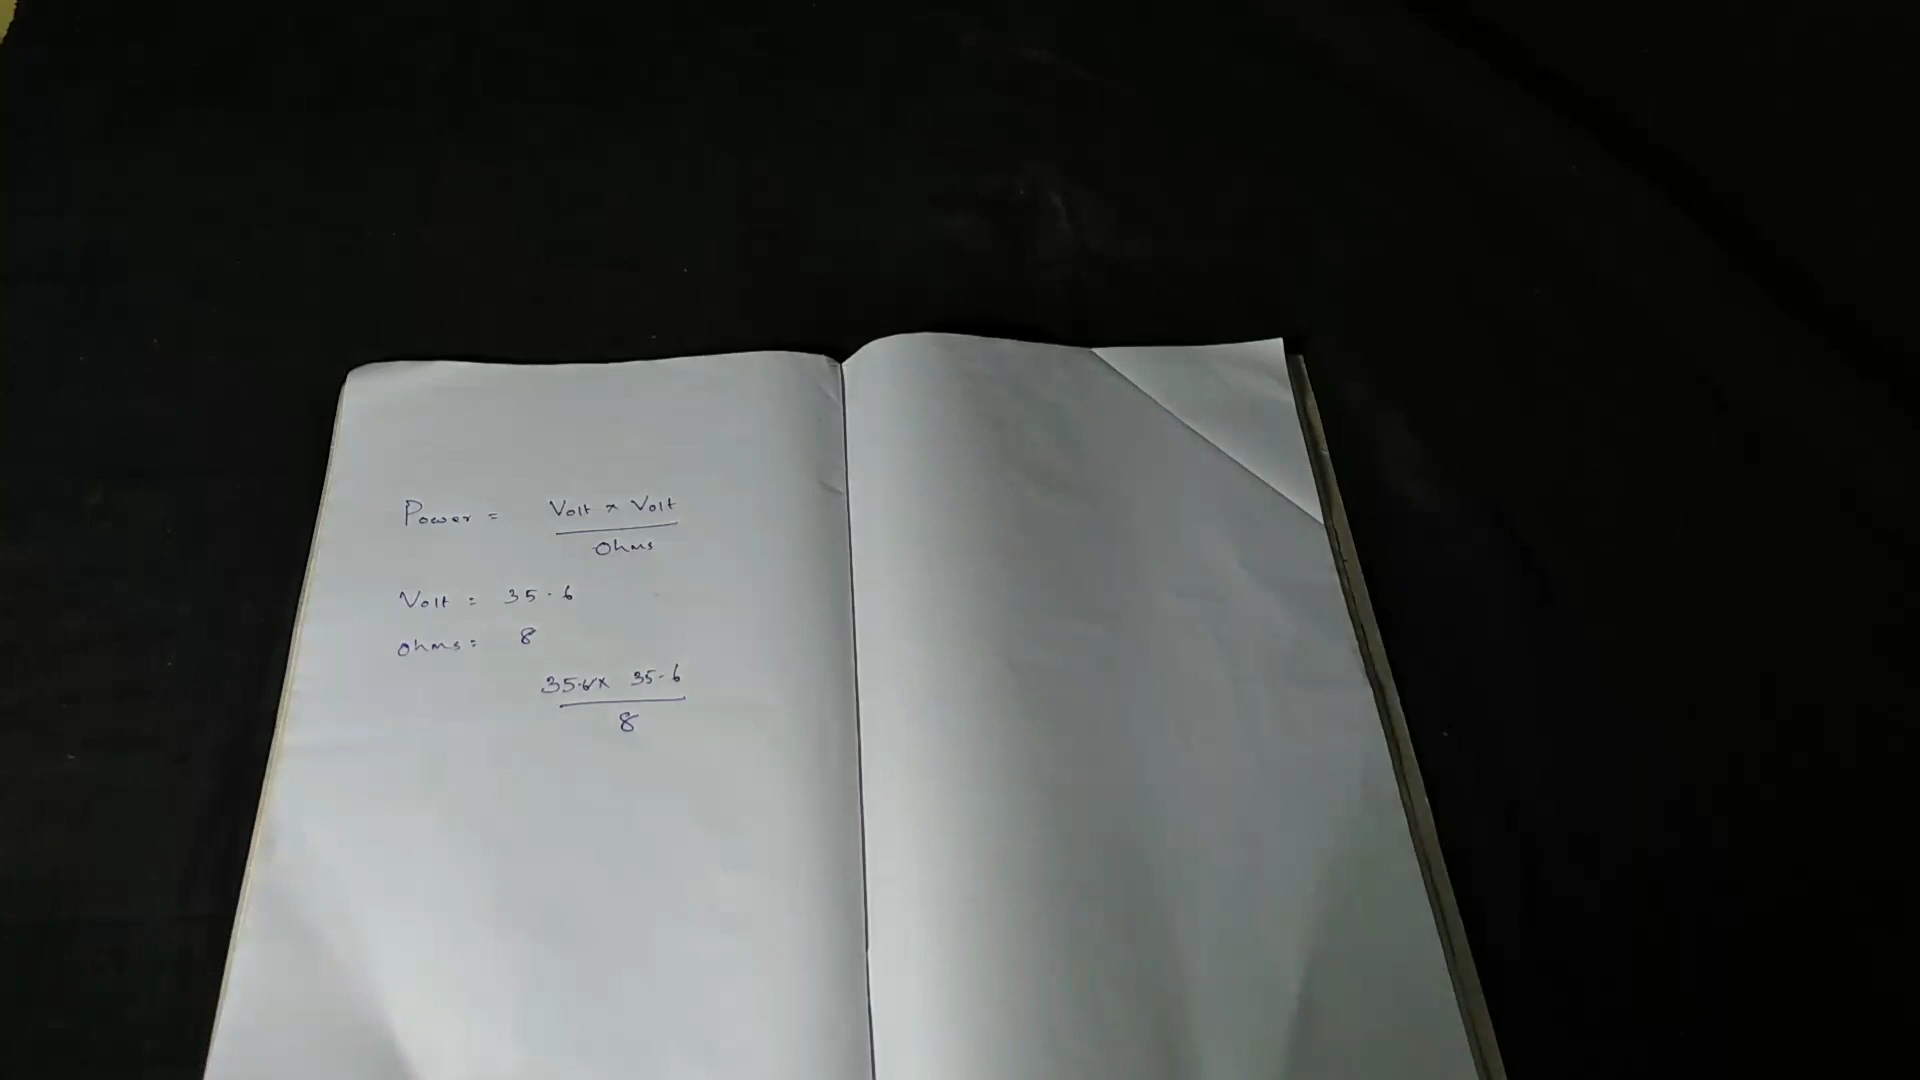 Power = Volt x Volt
Ohms
Volt = 35.6
Ohms = 8
35.6 x 35.6
8